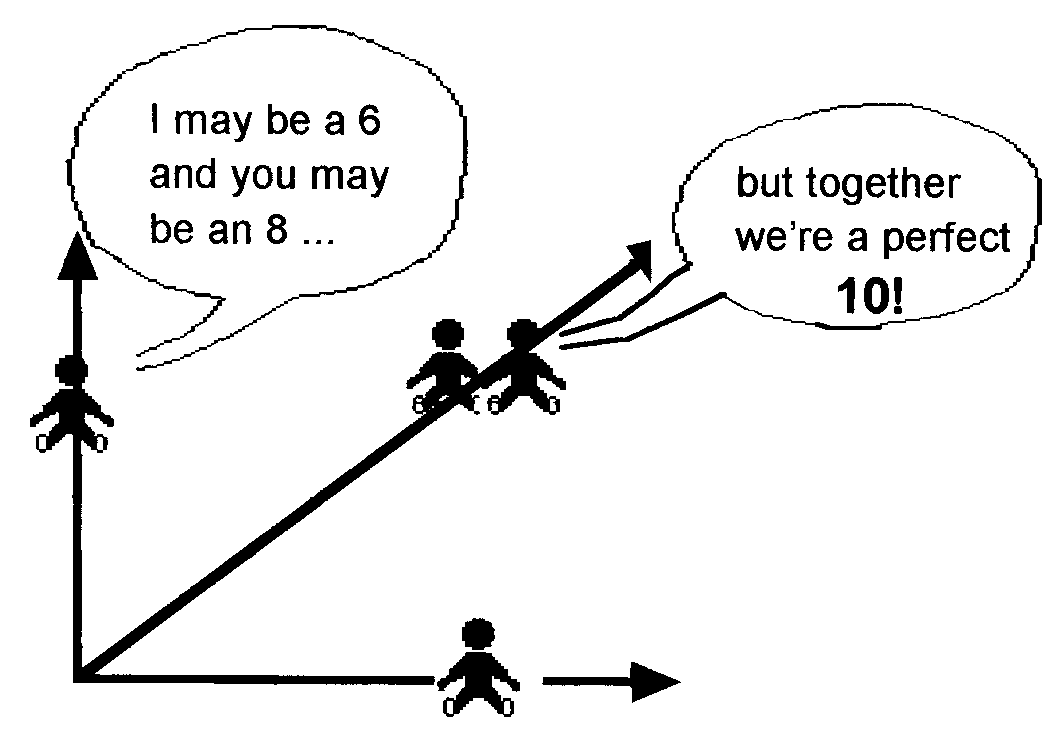 I may be a 6
and you may
be an 8 ...
but together
we're a perfect
10!